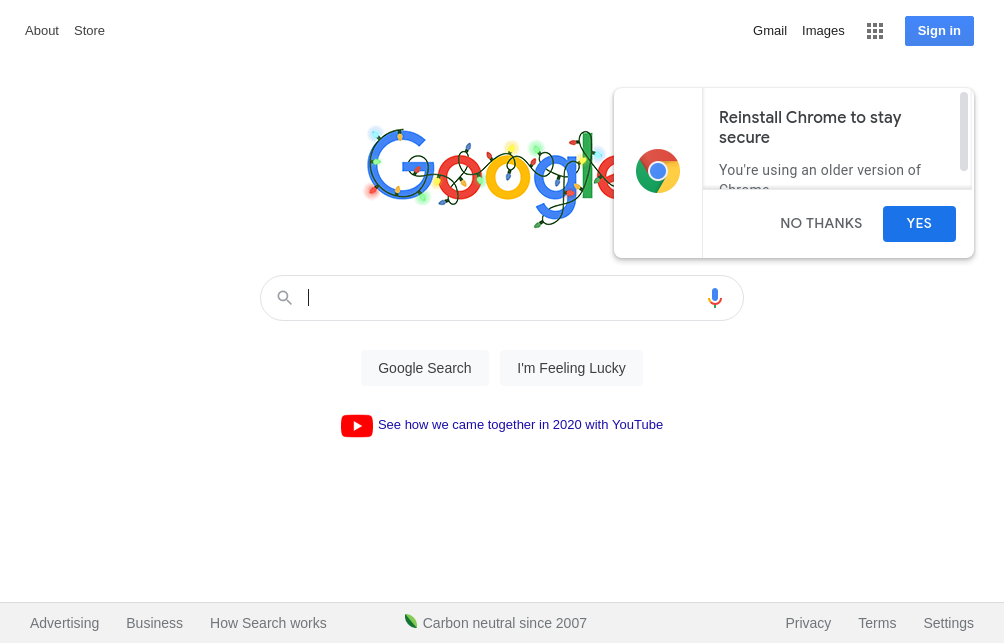 About Store Gmail Images Sign in
Google
Reinstall Chrome to stay
secure
You're using an older version of
Chrome
NO THANKS YES
Google Search I'm Feeling Lucky
See how we came together in 2020 with YouTube
Advertising Business How Search works Carbon neutral since 2007 Privacy Terms Settings